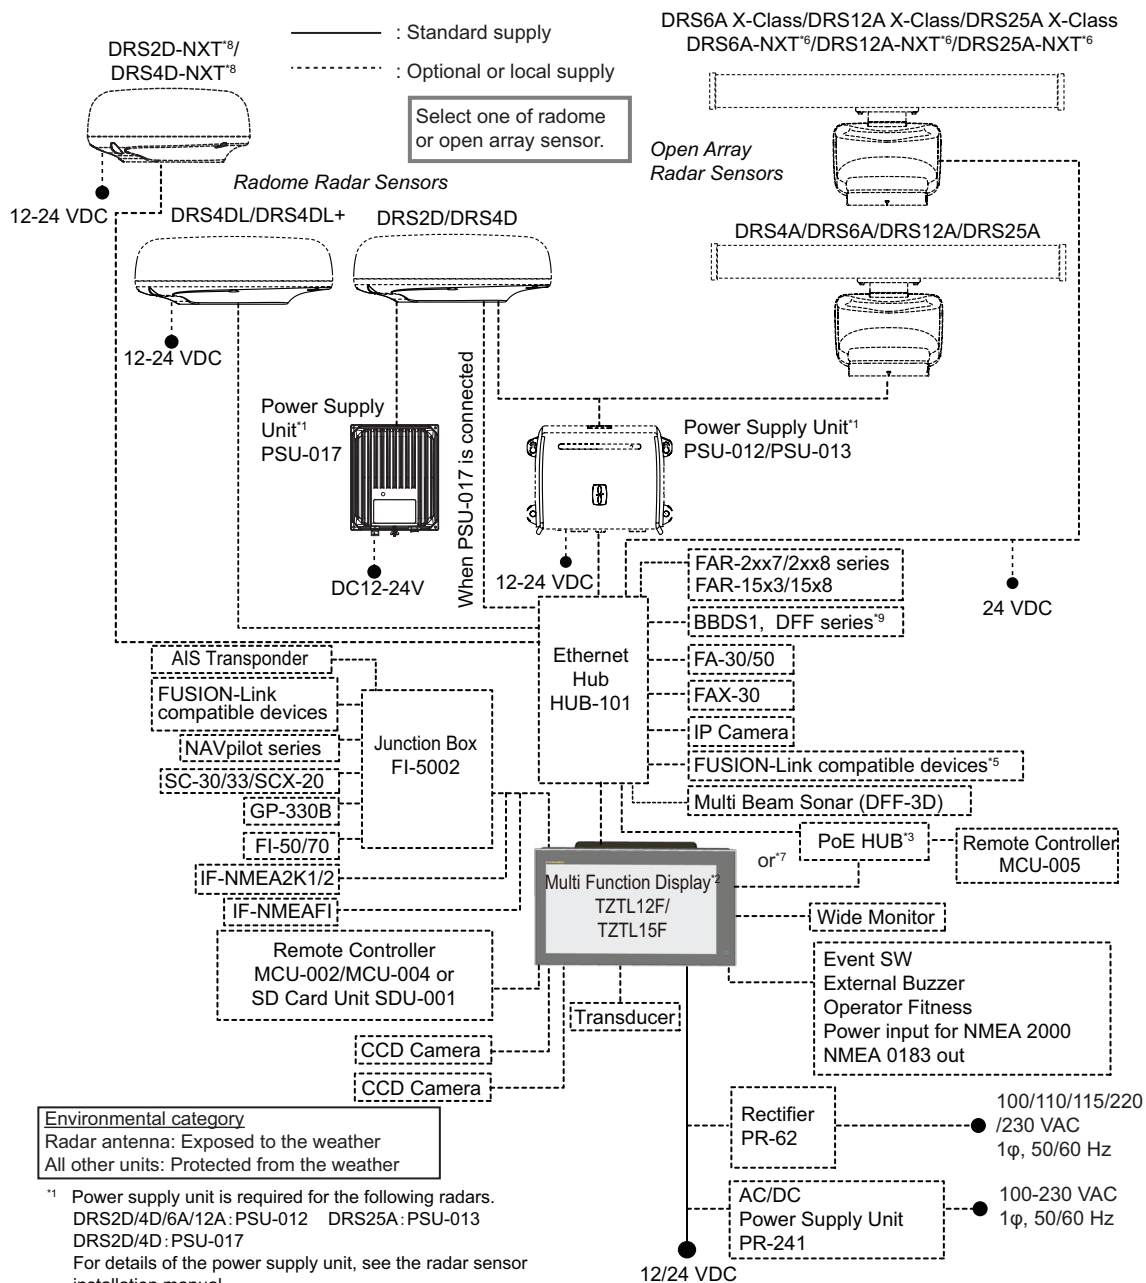 DRS6A X-Class/DRS12A X-Class/DRS25A X-Class
DRS6A-NXT*6/DRS12A-NXT*6/DRS25A-NXT*6
DRS2D-NXT*8/
DRS4D-NXT*8
: Standard supply
: Optional or local supply
Select one of radome
or open array sensor.
Open Array
Radar Sensors
12-24 VDC
Radome Radar Sensors
DRS4DL/DRS4DL+
DRS2D/DRS4D
DRS4A/DRS6A/DRS12A/DRS25A
12-24 VDC
When PSU-017 is connected
Power Supply
Unit*1
PSU-017
Power Supply Unit*1
PSU-012/PSU-013
DC12-24V
12-24 VDC
24 VDC
FAR-2xx7/2xx8 series
FAR-15x3/15x8
BBDS1, DFF series*9
FA-30/50
FAX-30
IP Camera
FUSION-Link compatible devices*5
Multi Beam Sonar (DFF-3D)
Ethernet
Hub
HUB-101
AIS Transponder
FUSION-Link
compatible devices
NAVpilot series
SC-30/33/SCX-20
GP-330B
FI-50/70
IF-NMEA2K1/2
IF-NMEAFI
Junction Box
FI-5002
PoE HUB*3
or*7
Remote Controller
MCU-005
Multi Function Display*2
TZTL12F/
TZTL15F
Wide Monitor
Remote Controller
MCU-002/MCU-004 or
SD Card Unit SDU-001
Transducer
Event SW
External Buzzer
Operator Fitness
Power input for NMEA 2000
NMEA 0183 out
CCD Camera
CCD Camera
Rectifier
PR-62
100/110/115/220
/230 VAC
1φ, 50/60 Hz
AC/DC
Power Supply Unit
PR-241
100-230 VAC
1φ, 50/60 Hz
12/24 VDC
Environmental category
Radar antenna: Exposed to the weather
All other units: Protected from the weather
*1 Power supply unit is required for the following radars.
DRS2D/4D/6A/12A: PSU-012 DRS25A: PSU-013
DRS2D/4D: PSU-017
For details of the power supply unit, see the radar sensor
installation manual